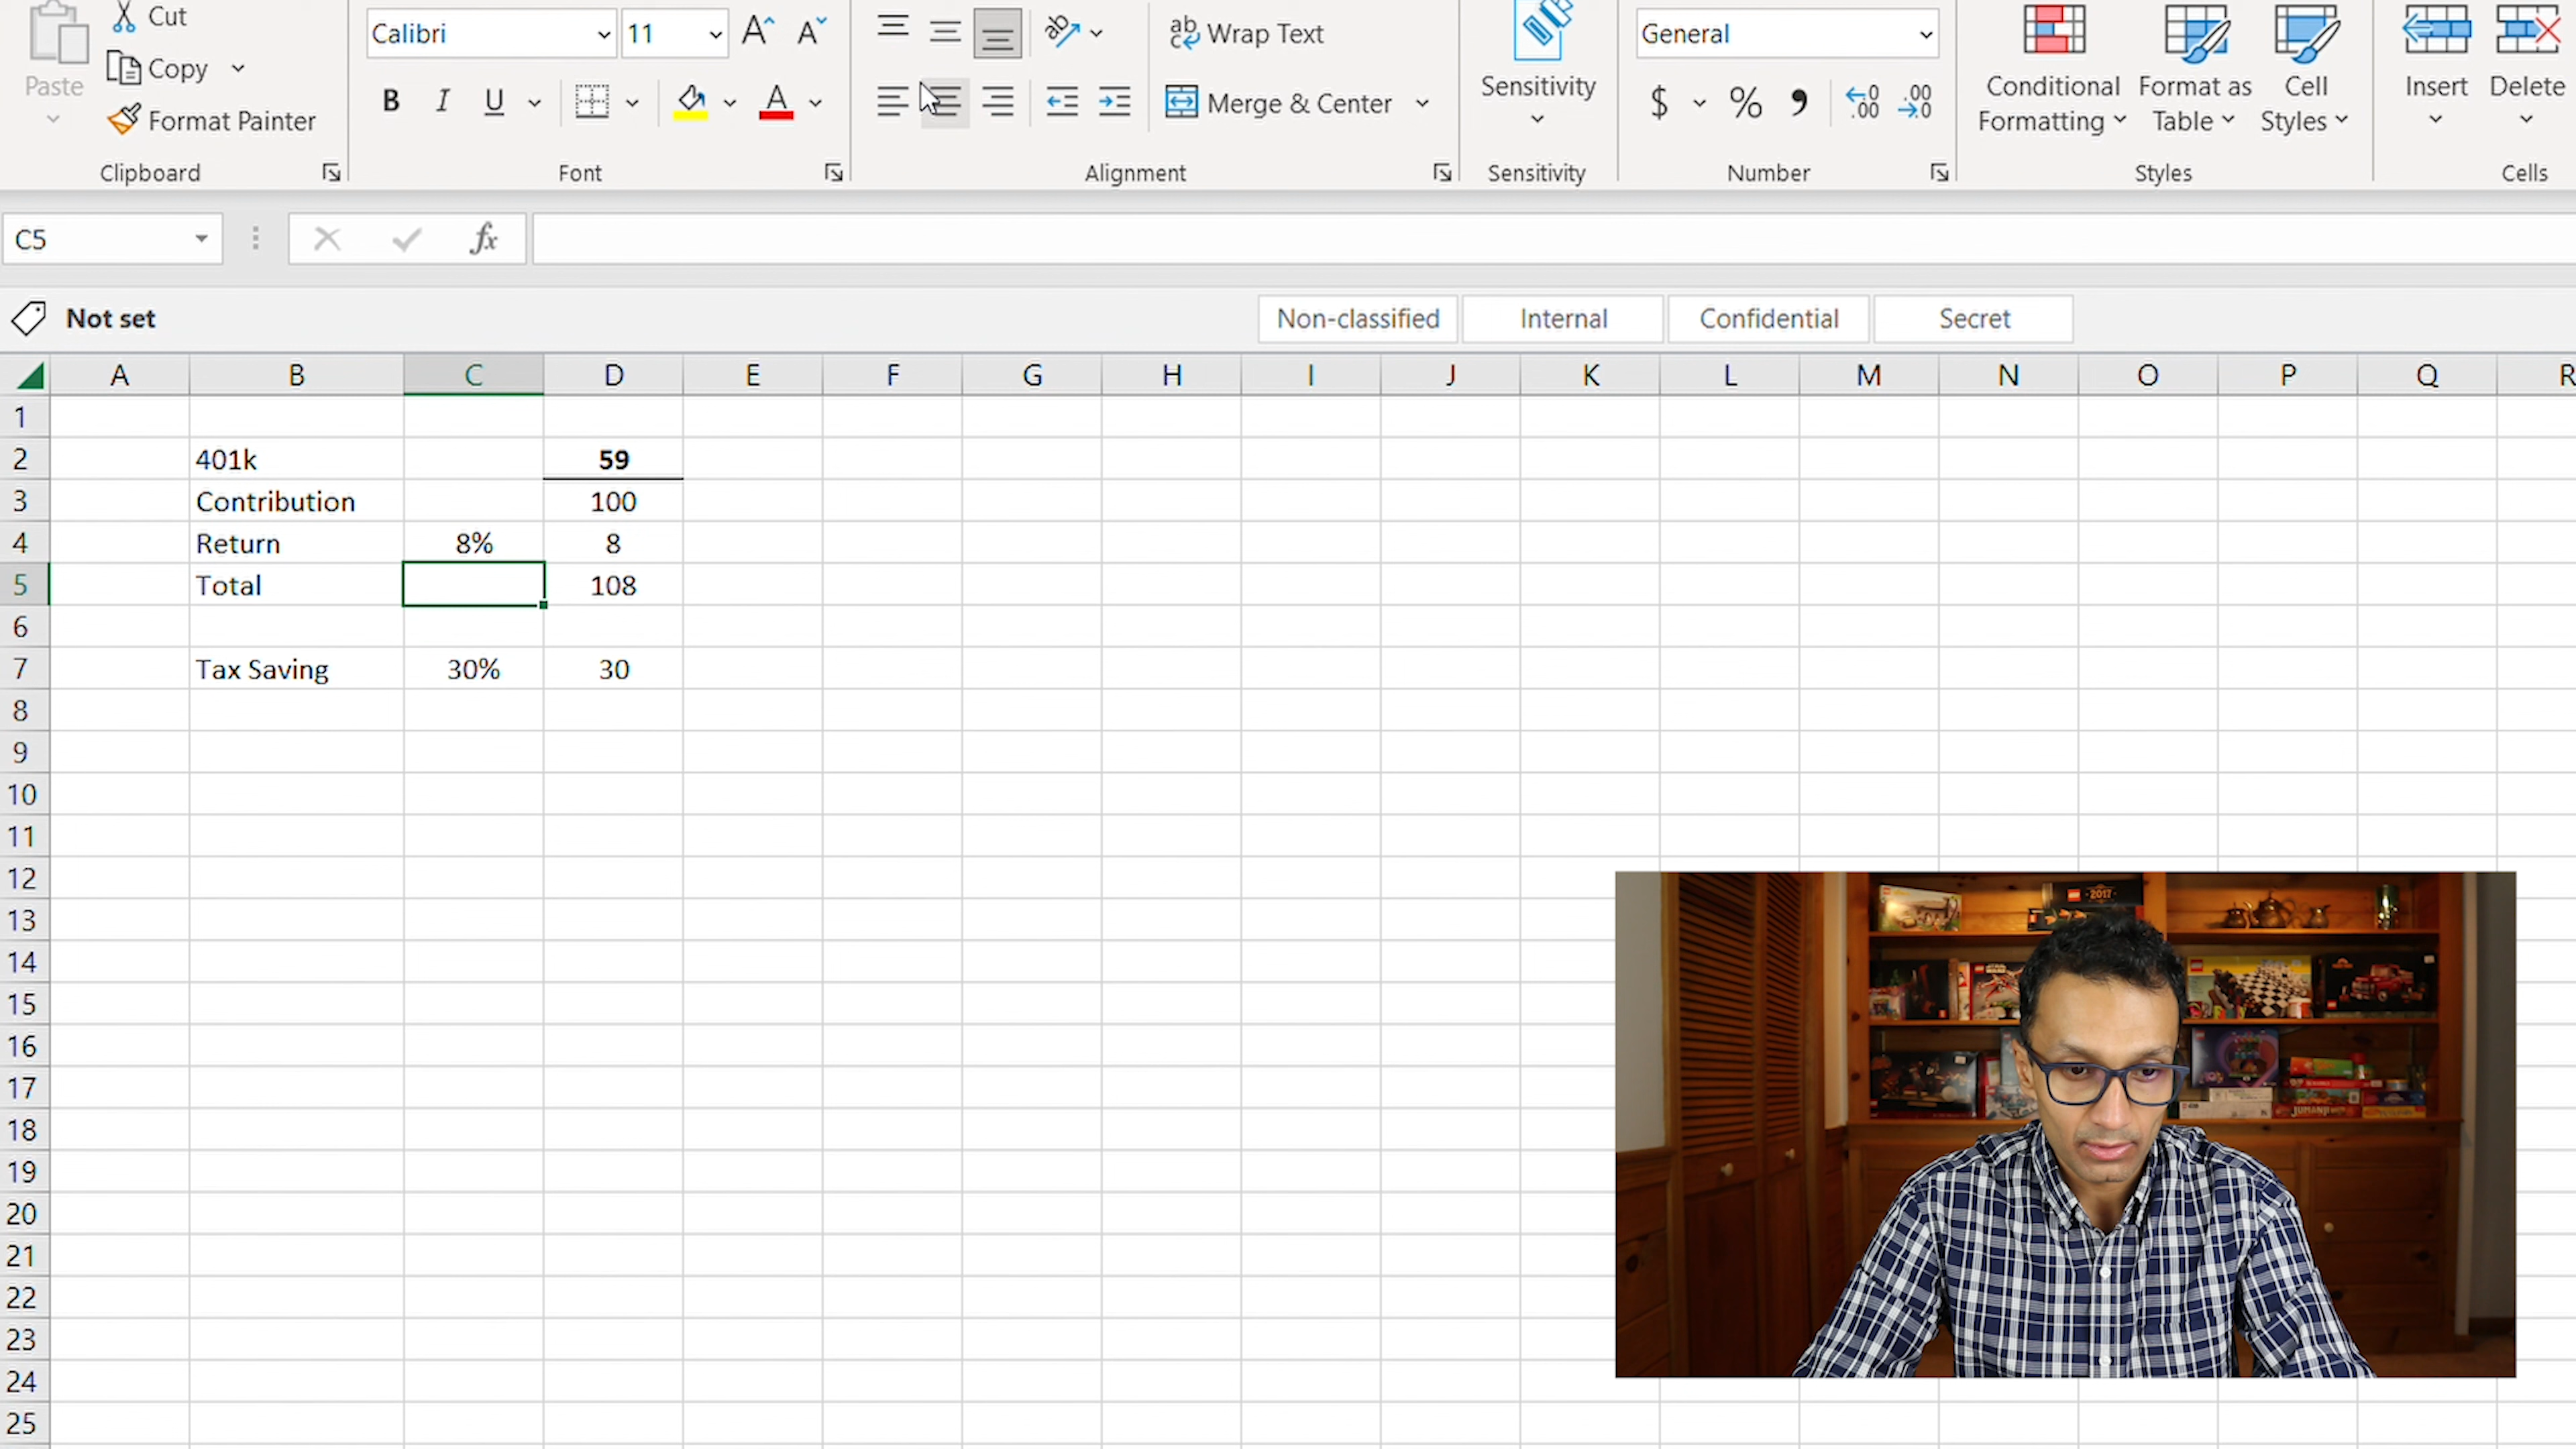 Cut
Calibri
11
Wrap Text
General
Paste
Copy
Sensitivity
Conditional Formatting
Format as Table
Cell Styles
Insert
Delete
B I U
A
Merge & Center
$ % ,
Format Painter
Clipboard
Font
Alignment
Sensitivity
Number
Styles
Cells
C5
fx
Not set
Non-classified
Internal
Confidential
Secret
A B C D E F G H I J K L M N O P Q R
1
2 401k 59
3 Contribution 100
4 Return 8% 8
5 Total 108
6
7 Tax Saving 30% 30
8
9
10
11
12
13
14
15
16
17
18
19
20
21
22
23
24
25
2017
JUMANJI